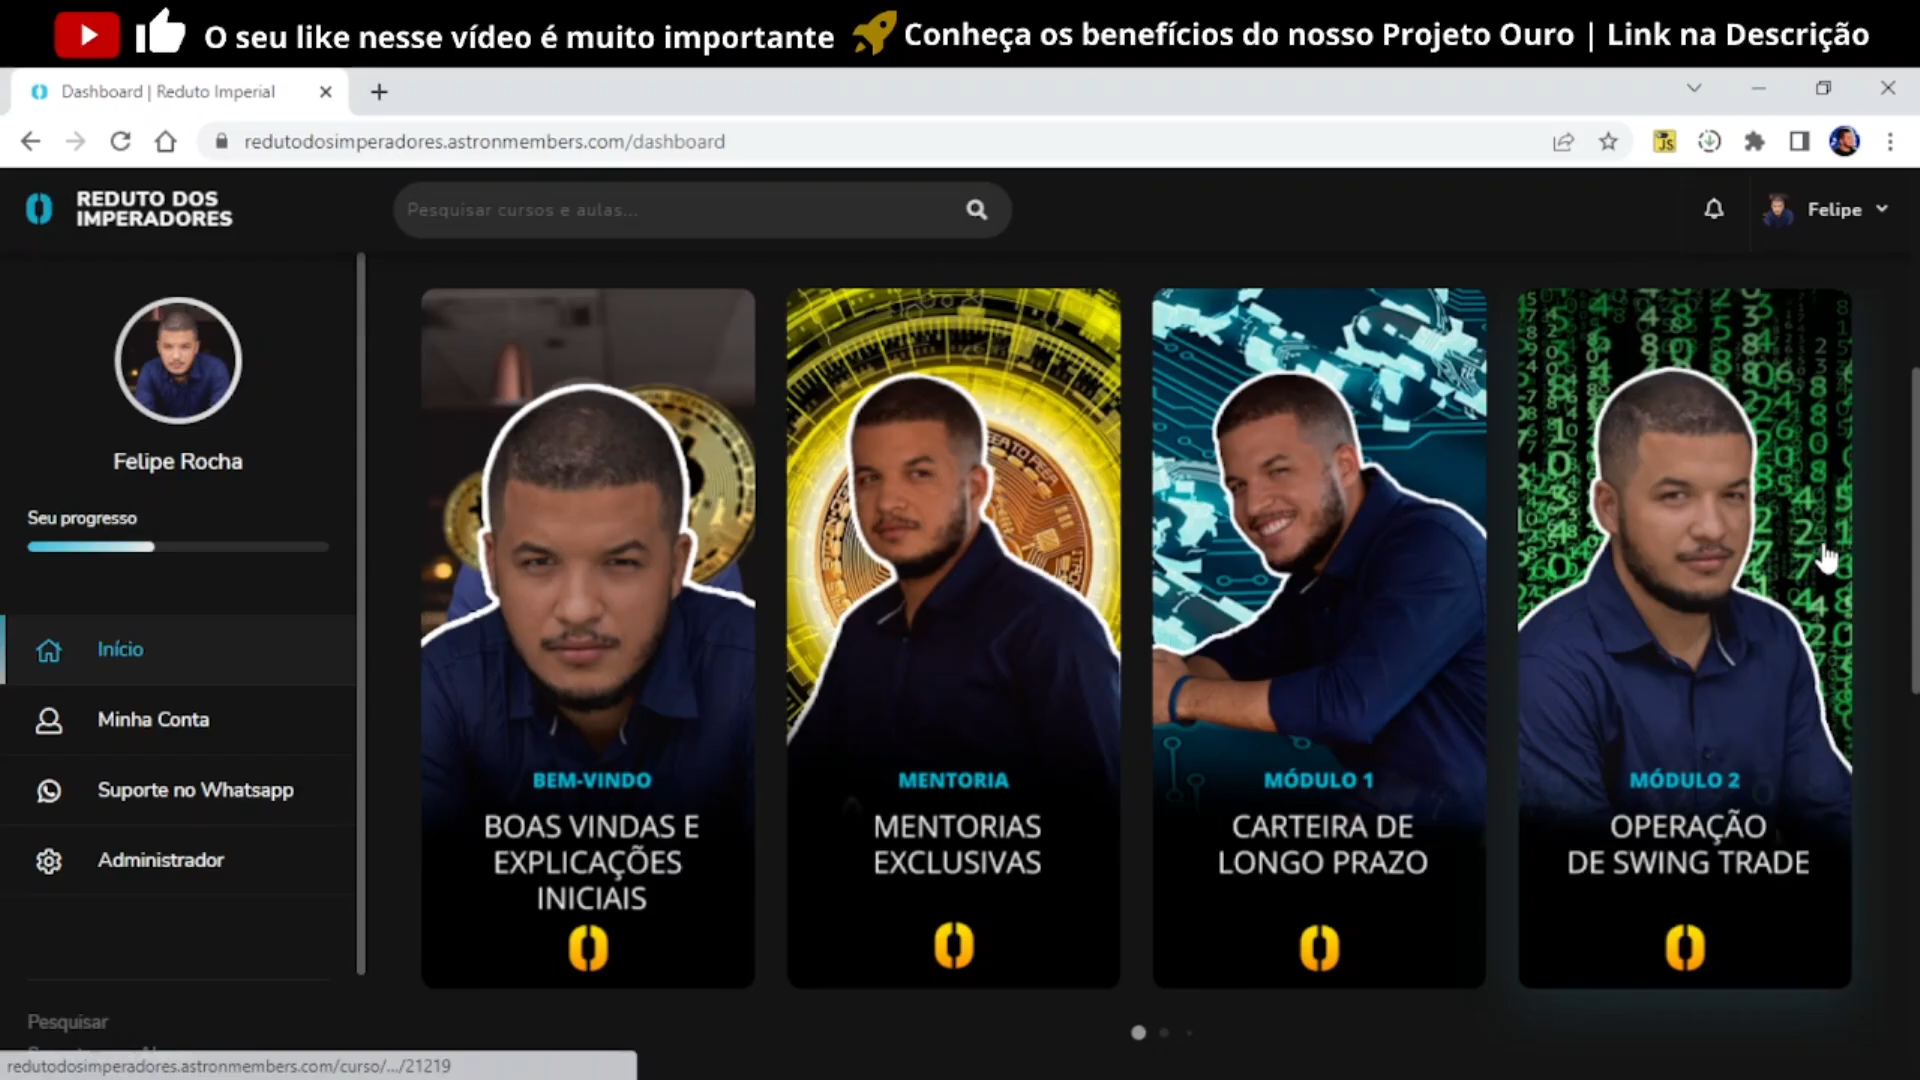 O seu like nesse vídeo é muito importante
Conheça os benefícios do nosso Projeto Ouro | Link na Descrição
Dashboard | Reduto Imperial
redutodosimperadores.astronmembers.com/dashboard
JS
REDUTO DOS
IMPERADORES
Pesquisar cursos e aulas...
Felipe
Felipe Rocha
Seu progresso
Início
Minha Conta
Suporte no Whatsapp
Administrador
Pesquisar
BEM-VINDO
BOAS VINDAS E
EXPLICAÇÕES
INICIAIS
MENTORIA
MENTORIAS
EXCLUSIVAS
MÓDULO 1
CARTEIRA DE
LONGO PRAZO
MÓDULO 2
OPERAÇÃO
DE SWING TRADE
redutodosimperadores.astronmembers.com/curso/.../21219